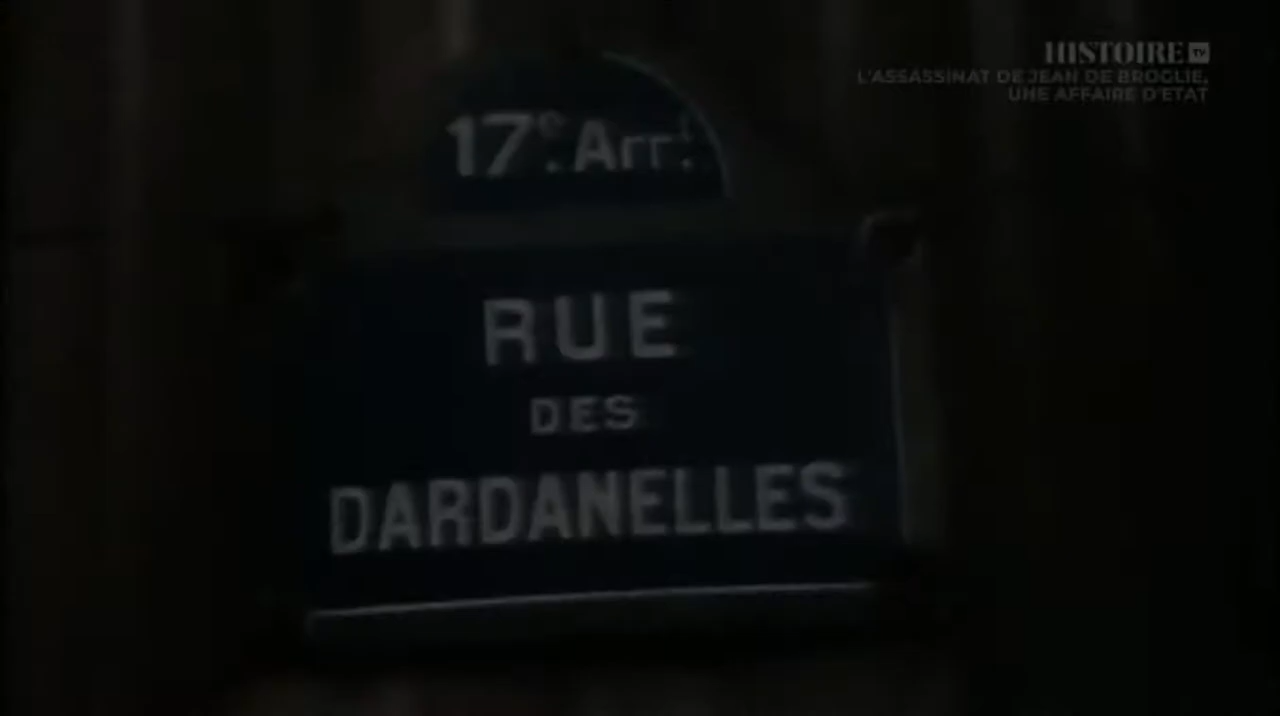 HISTOIRE TV
L'ASSASSINAT DE JEAN DE BROGLIE,
UNE AFFAIRE D'ETAT
17e. Arrt.
RUE
DES
DARDANELLES